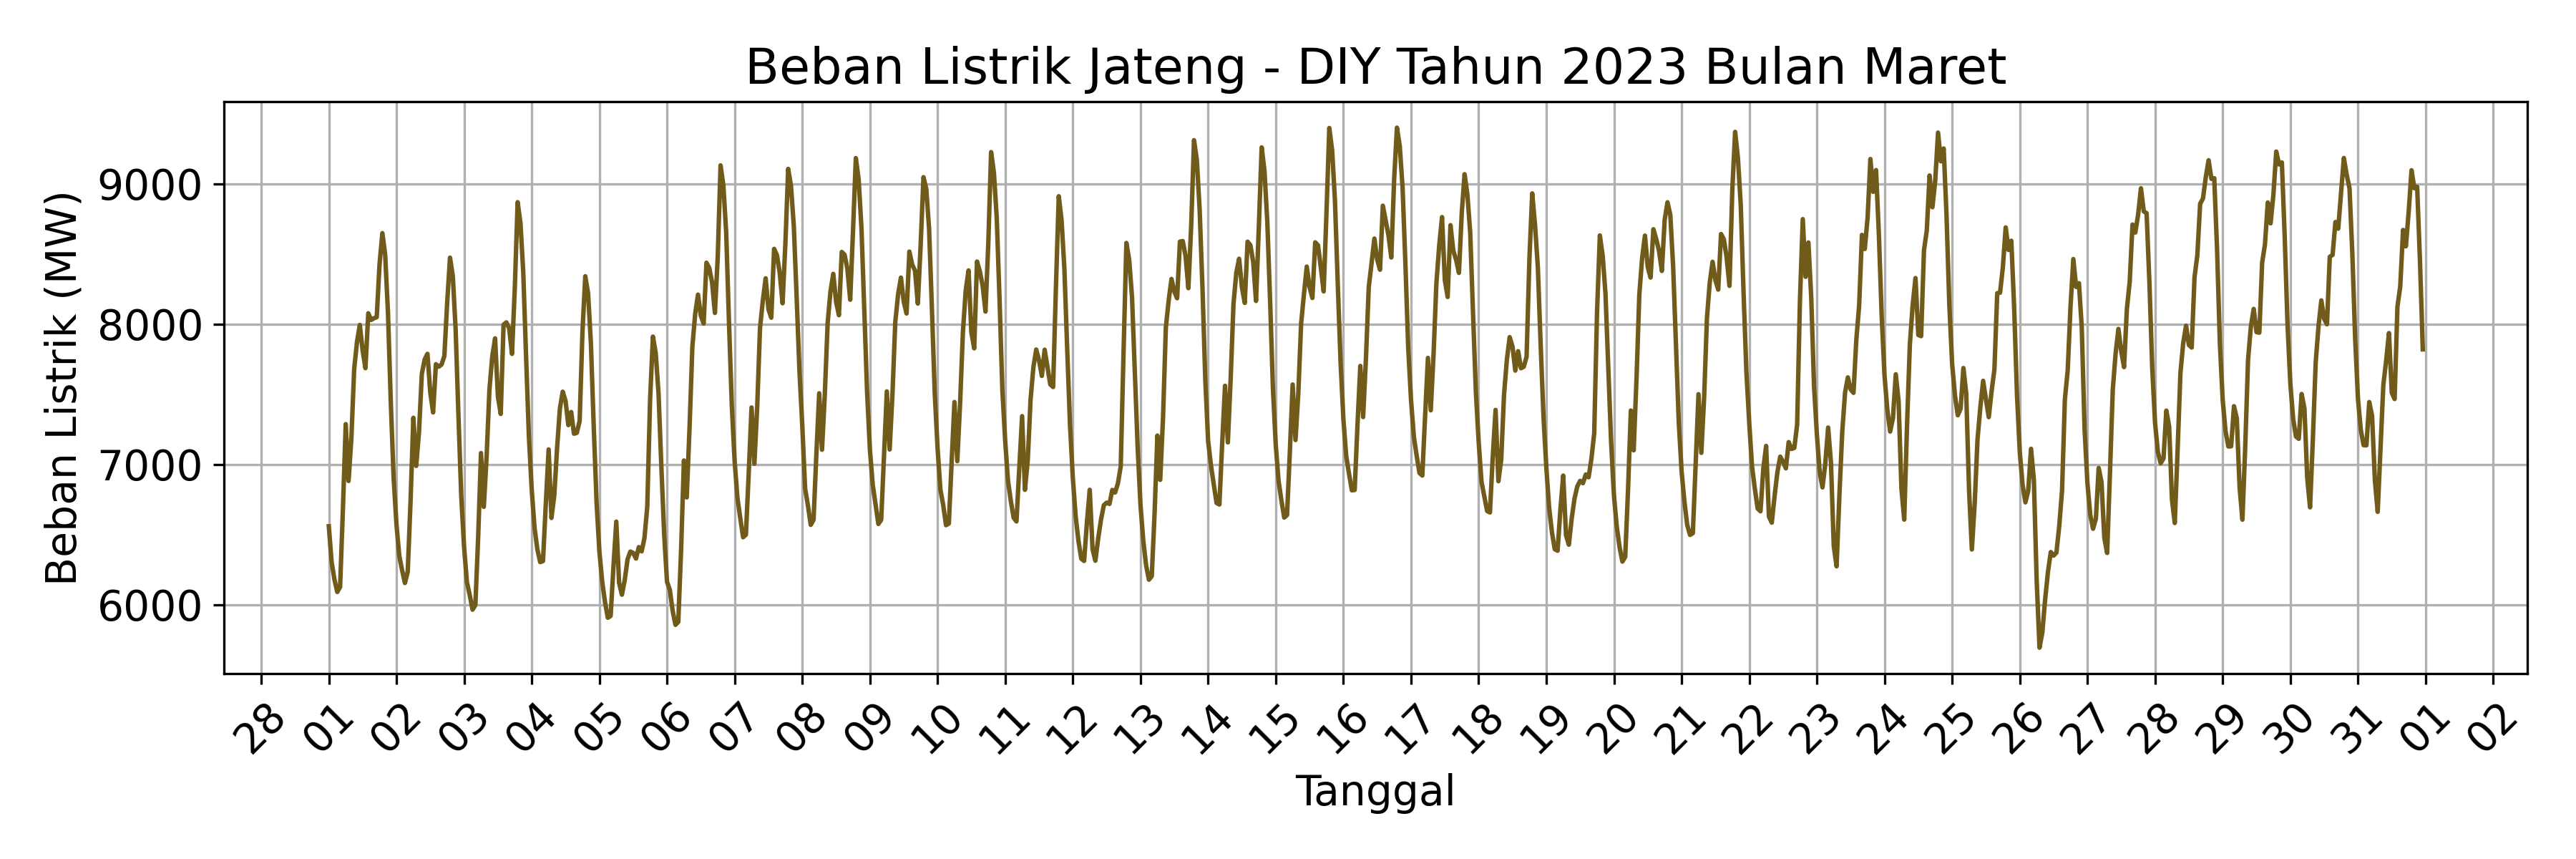 Beban Listrik Jateng - DIY Tahun 2023 Bulan Maret
Beban Listrik (MW)
9000
8000
7000
6000
28 01 02 03 04 05 06 07 08 09 10 11 12 13 14 15 16 17 18 19 20 21 22 23 24 25 26 27 28 29 30 31 01 02
Tanggal